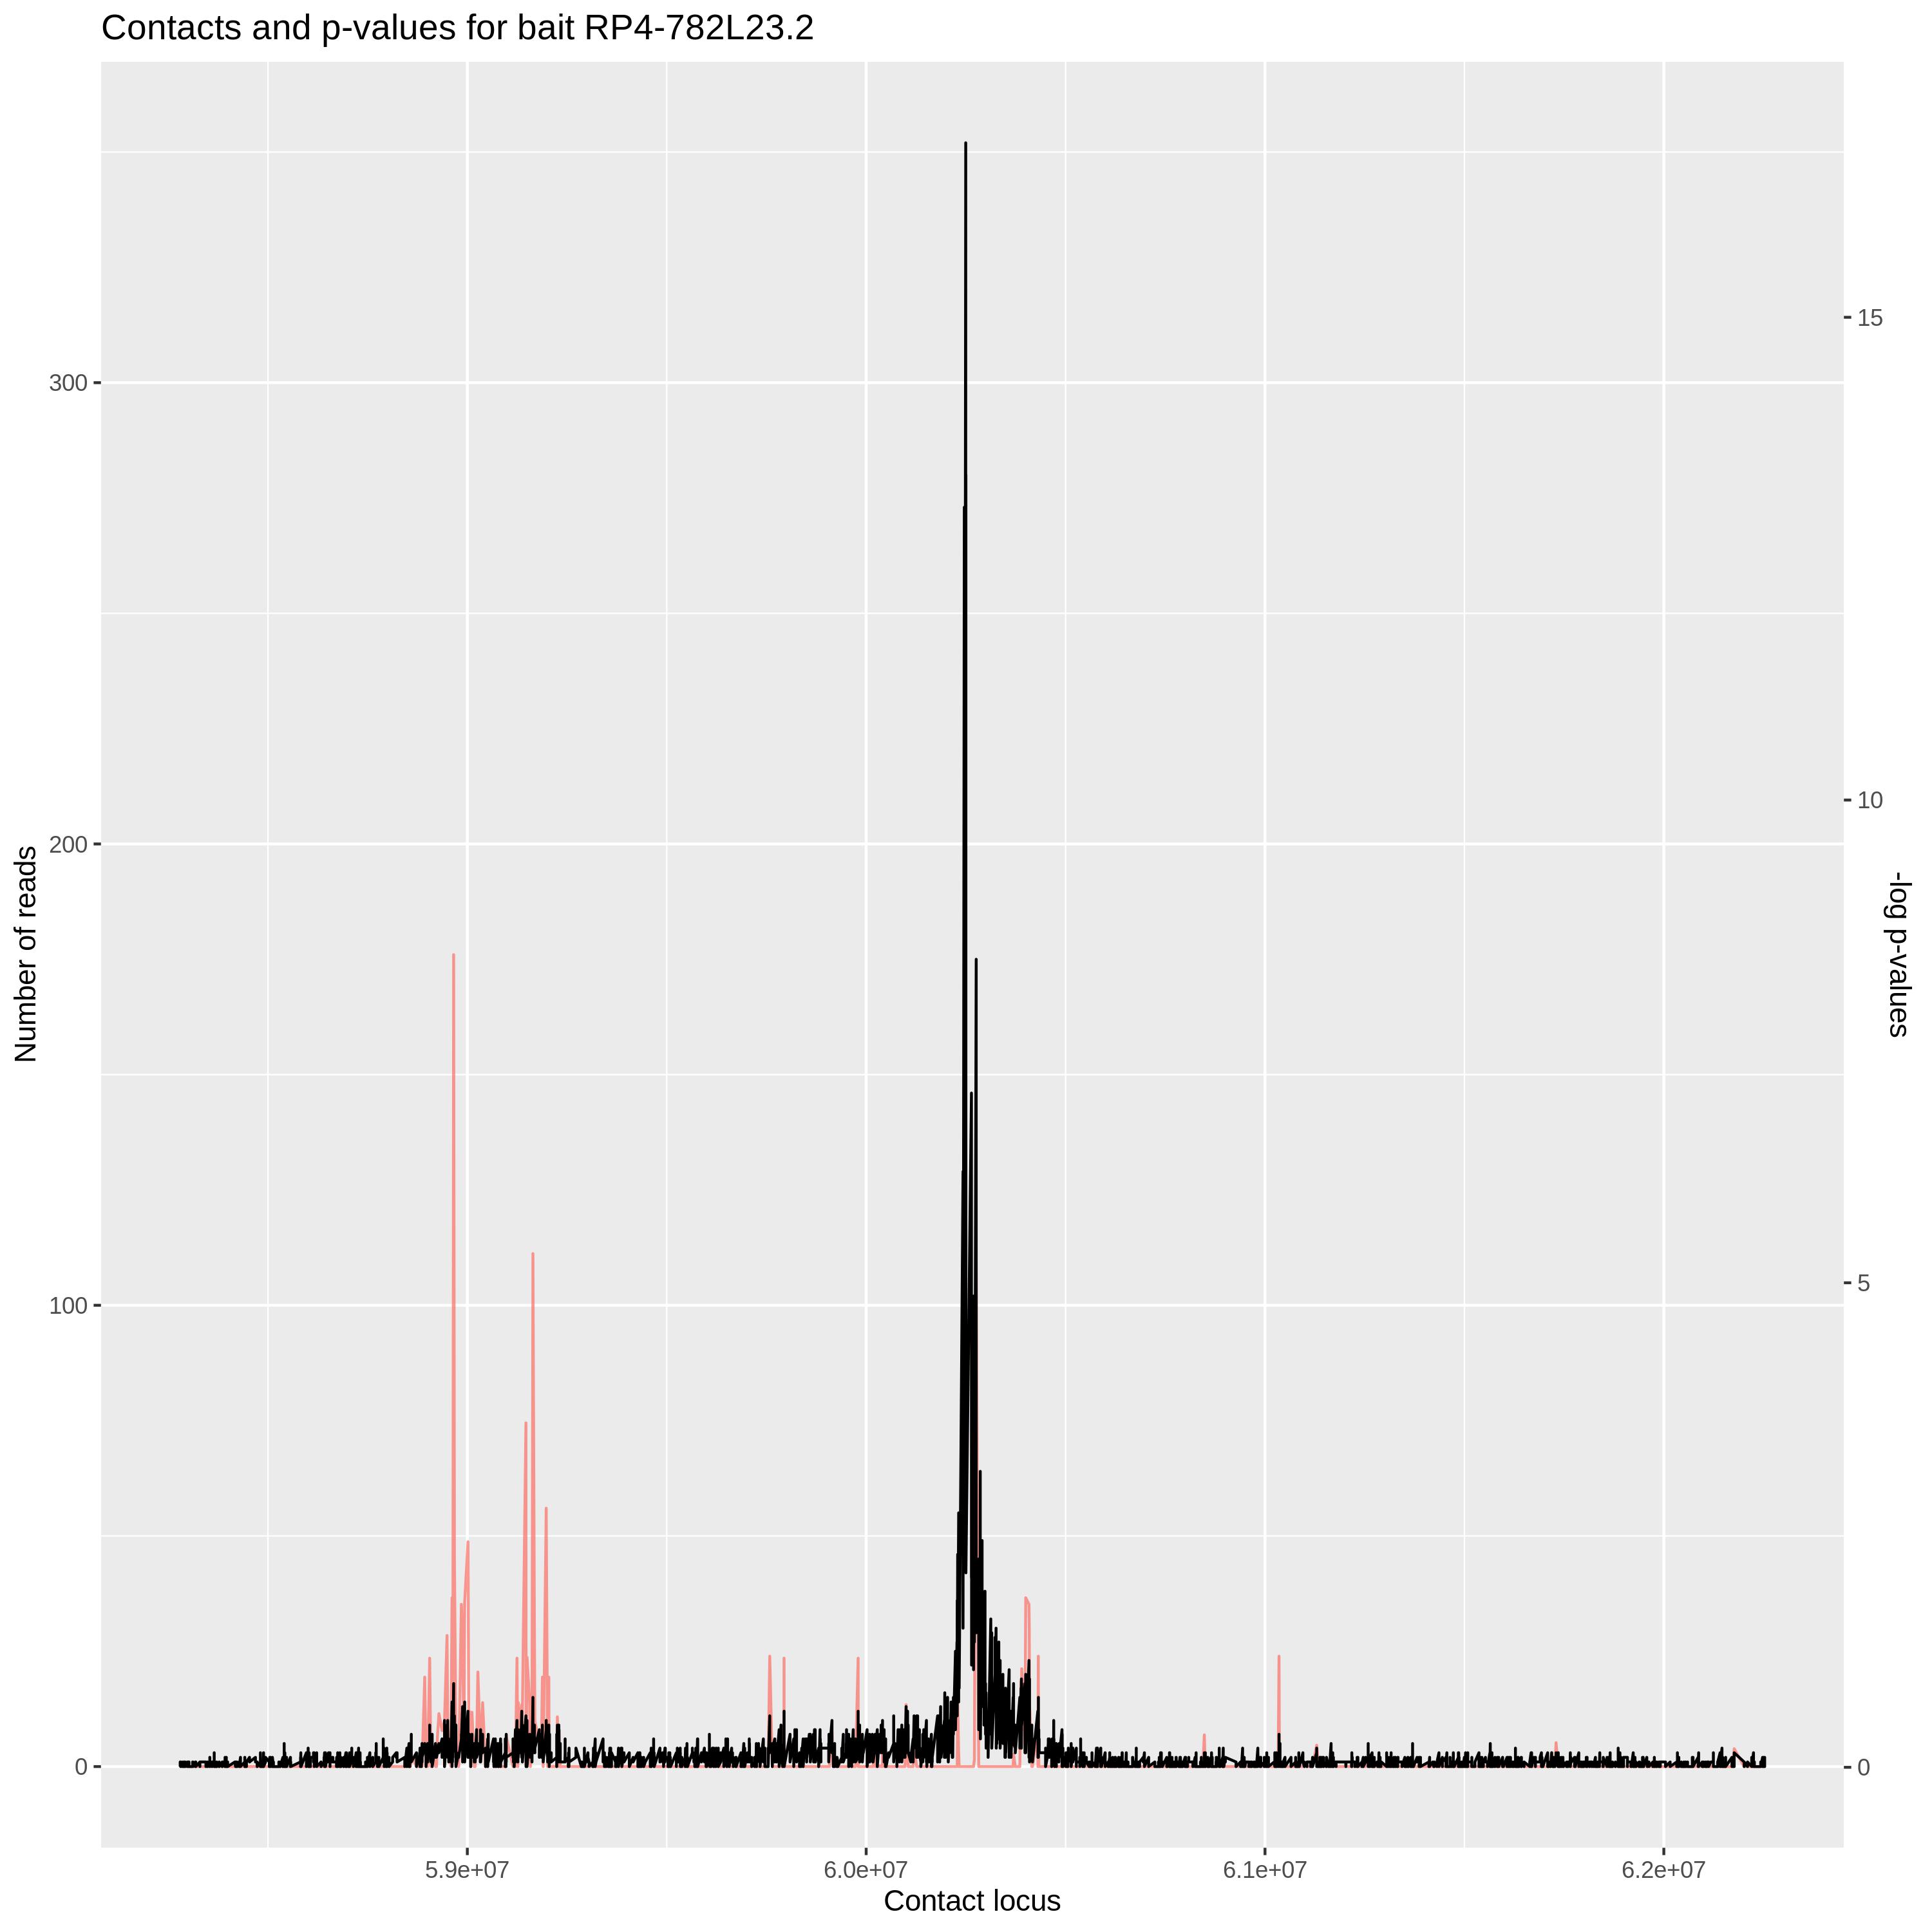 Contacts and p-values for bait RP4-782L23.2
300
200
100
0
Number of reads
15
10
5
0
-log p-values
5.9e+07
6.0e+07
6.1e+07
6.2e+07
Contact locus